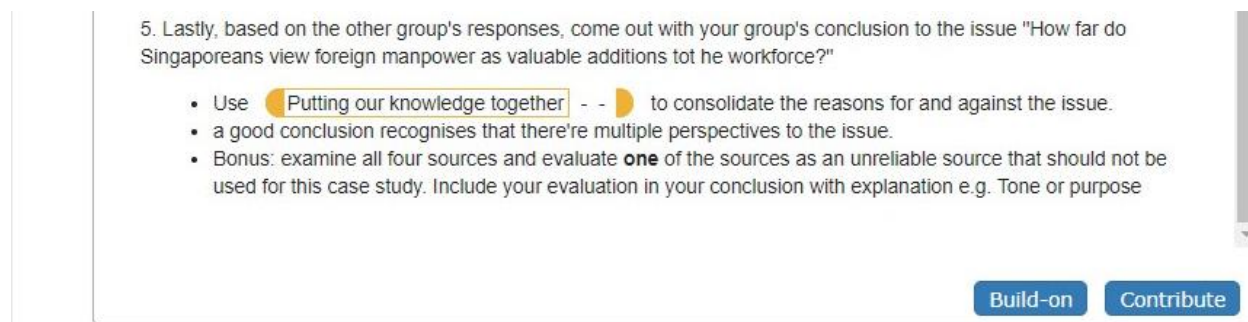 5. Lastly, based on the other group's responses, come out with your group's conclusion to the issue "How far do
Singaporeans view foreign manpower as valuable additions tot he workforce?"
• Use Putting our knowledge together - - to consolidate the reasons for and against the issue.
• a good conclusion recognises that there're multiple perspectives to the issue.
• Bonus: examine all four sources and evaluate one of the sources as an unreliable source that should not be
used for this case study. Include your evaluation in your conclusion with explanation e.g. Tone or purpose
Build-on Contribute